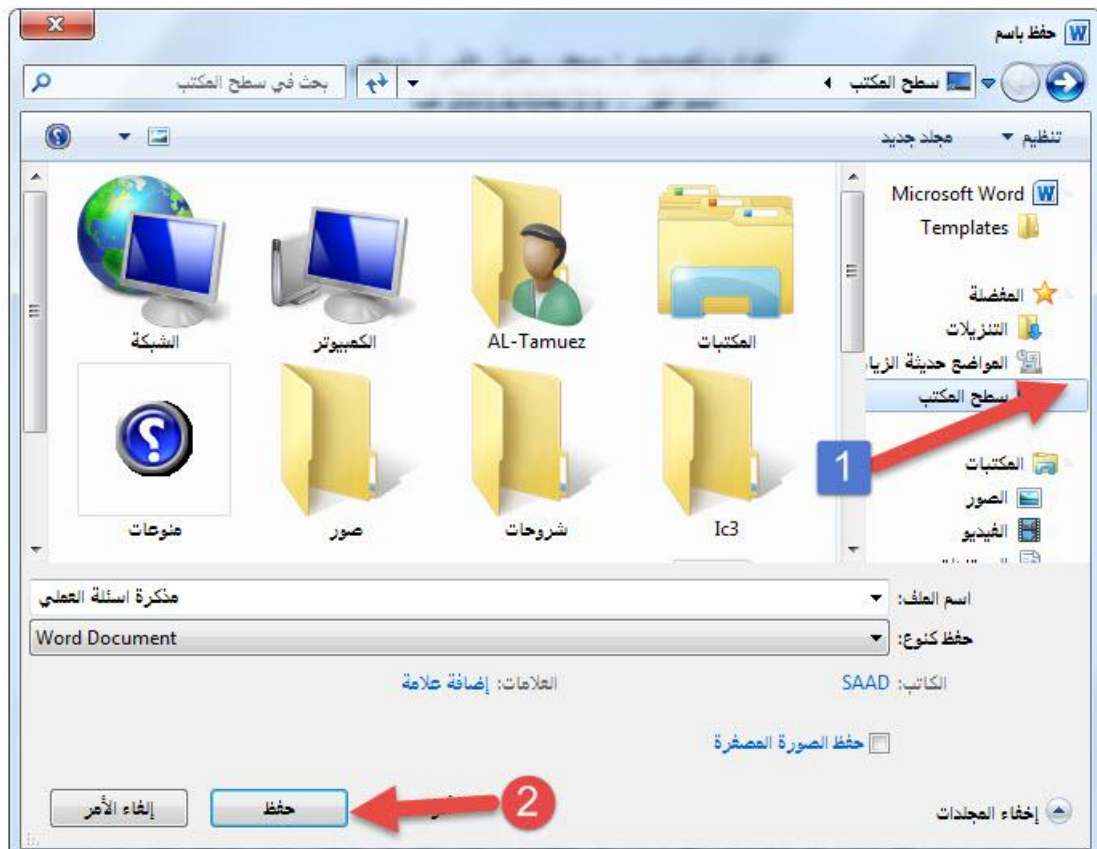 حفظ باسم
سطح المكتب
بحث في سطح المكتب
تنظيم
مجلد جديد
Microsoft Word
Templates
المفضلة
التنزيلات
المواضع حديثة الزيا
سطح المكتب
المكتبات
الصور
الفيديو
المكتبات
AL-Tamuez
الكمبيوتر
الشبكة
Ic3
شروحات
صور
منوعات
1
اسم الملف:
مذكرة اسئلة العملي
حفظ كنوع:
Word Document
الكاتب: SAAD
العلامات: إضافة علامة
حفظ الصورة المصغرة
إخفاء المجلدات
2
حفظ
إلغاء الأمر